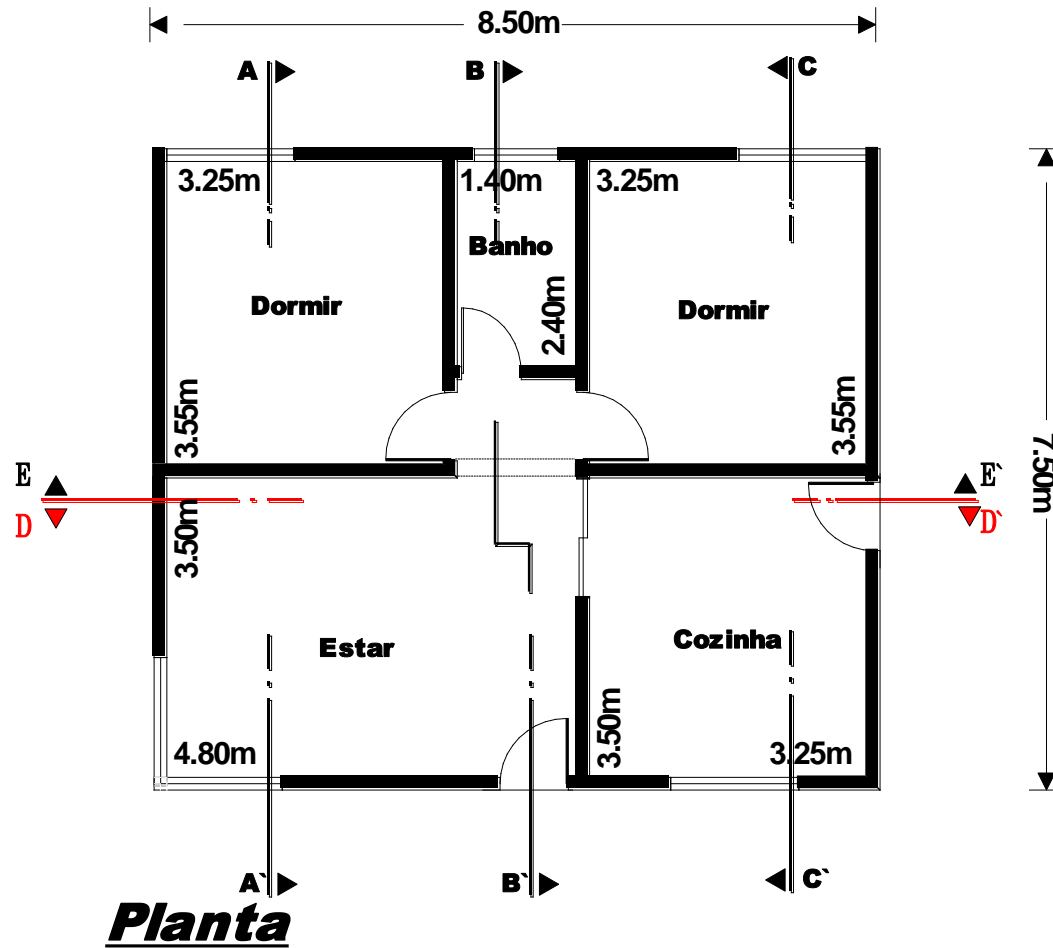 8.50m
A
B
C
3.25m
1.40m
3.25m
Banho
Dormir
Dormir
2.40m
3.55m
3.55m
7.50m
E
E`
D
D`
3.50m
Estar
Cozinha
3.50m
4.80m
3.25m
A`
B`
C`
Planta